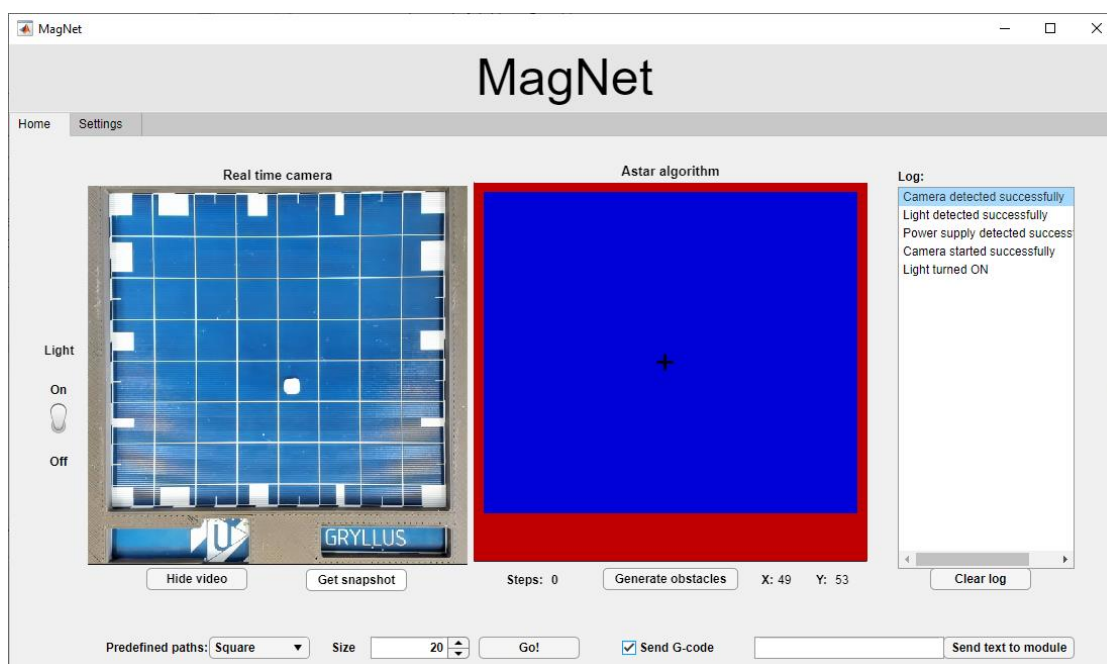 MagNet
MagNet
Home Settings
Real time camera
Astar algorithm
Log:
Camera detected successfully
Light detected successfully
Power supply detected success
Camera started successfully
Light turned ON
Light
On
Off
U
GRYLLUS
Hide video Get snapshot Steps: 0 Generate obstacles X: 49 Y: 53 Clear log
Predefined paths: Square Size 20 Go! Send G-code Send text to module